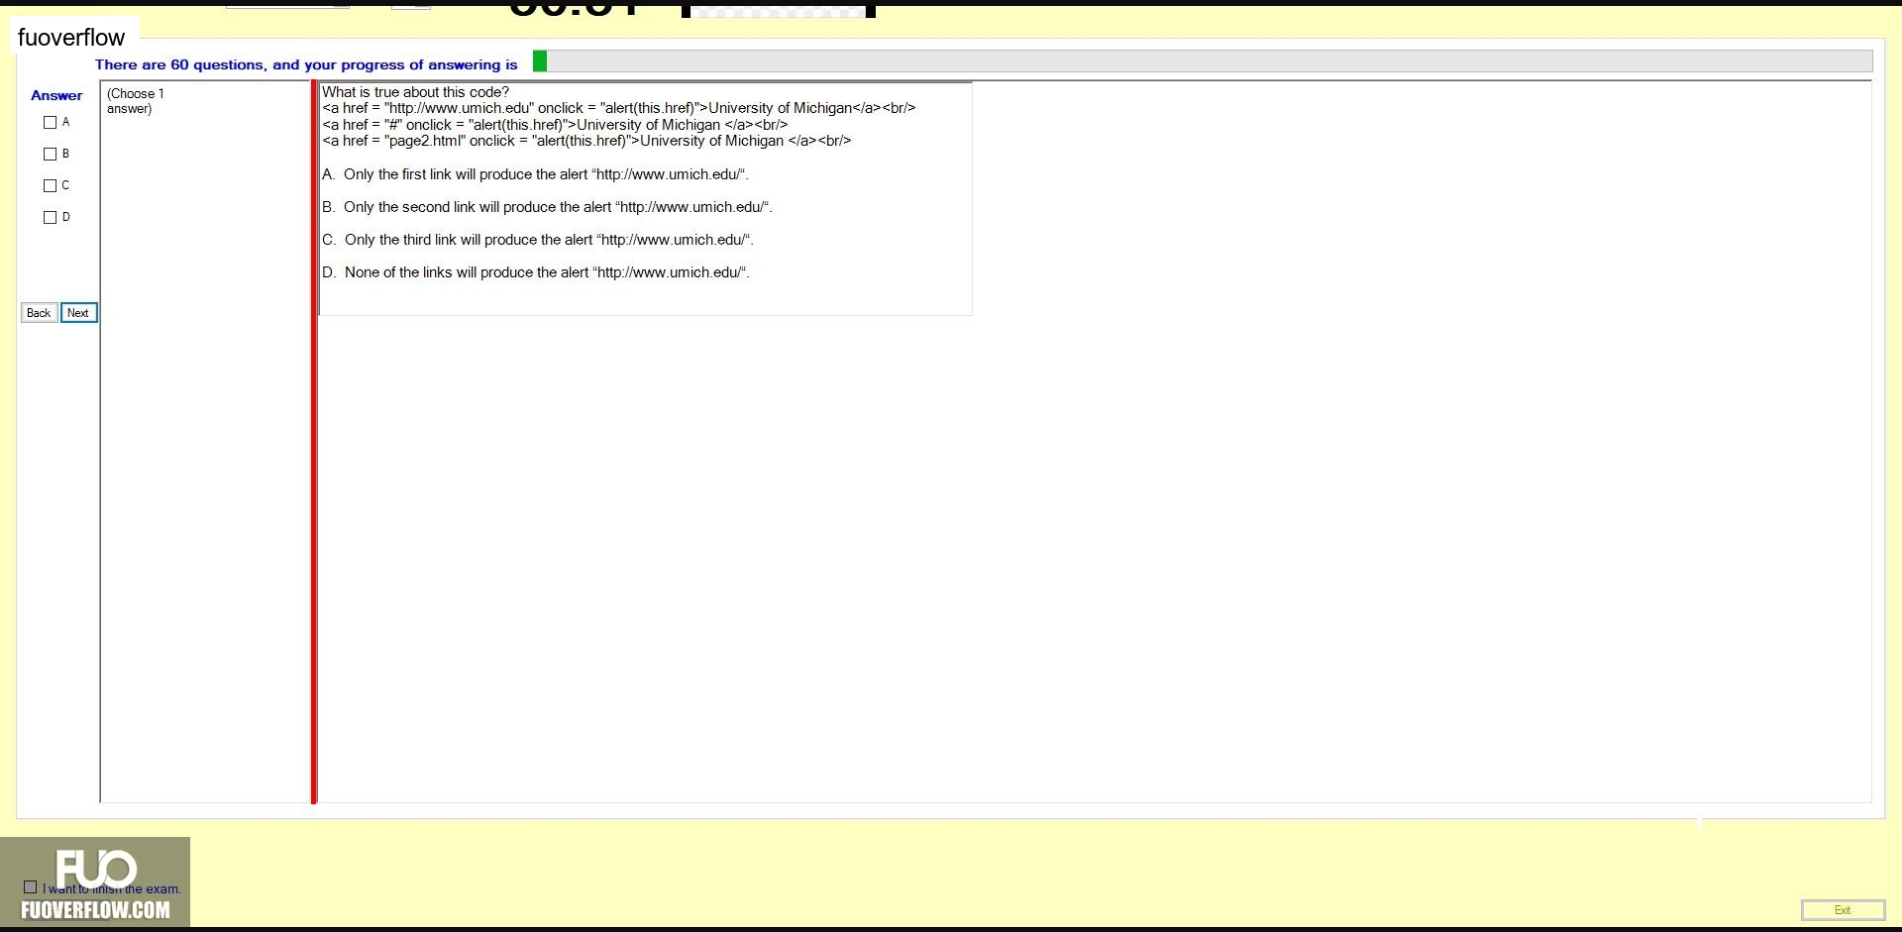 fuoverflow
There are 60 questions, and your progress of answering is
Answer
A
B
C
D
Back Next
(Choose 1
answer)
What is true about this code?
<a href = "http://www.umich.edu" onclick = "alert(this.href)">University of Michigan</a><br/>
<a href = "#" onclick = "alert(this.href)">University of Michigan </a><br/>
<a href = "page2.html" onclick = "alert(this.href)">University of Michigan </a><br/>
A. Only the first link will produce the alert “http://www.umich.edu/“.
B. Only the second link will produce the alert “http://www.umich.edu/“.
C. Only the third link will produce the alert “http://www.umich.edu/“.
D. None of the links will produce the alert “http://www.umich.edu/“.
FUO
I want to finish the exam.
FUOVERFLOW.COM
Exit